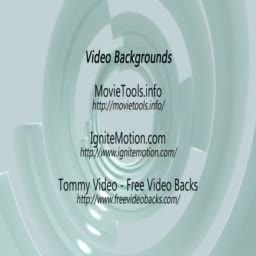 Video Backgrounds
MovieTools.info
http://movietools.info/
IgniteMotion.com
http://www.ignitemotion.com/
Tommy Video - Free Video Backs
http://www.freevideobacks.com/